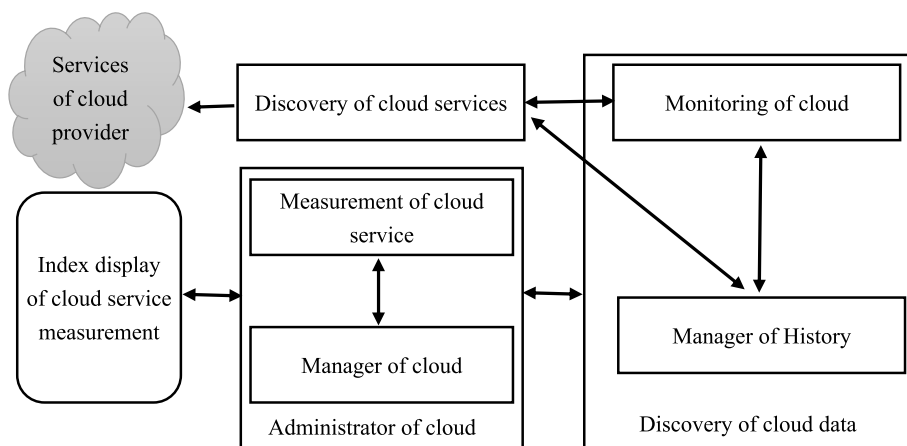 Services
of cloud
provider
Discovery of cloud services
Monitoring of cloud
Measurement of cloud
service
Index display
of cloud service
measurement
Manager of cloud
Administrator of cloud
Manager of History
Discovery of cloud data